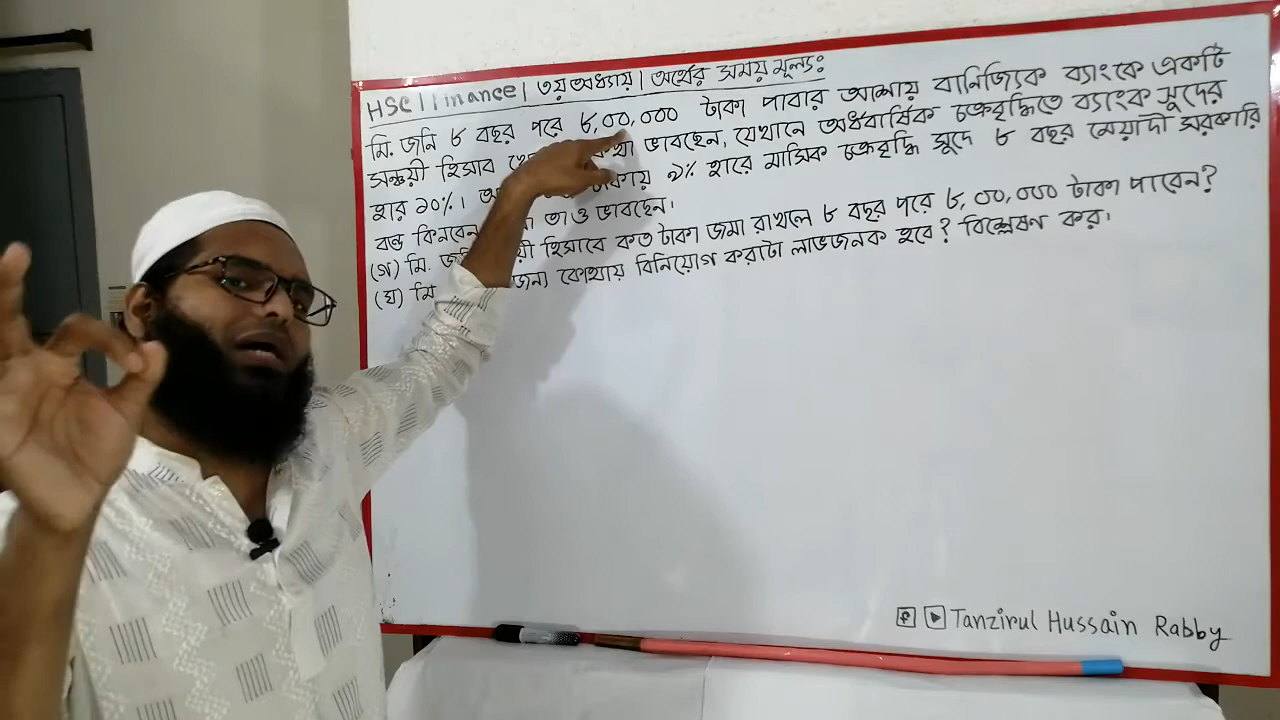 HSC | Finance | ৩য় অধ্যায় | অর্থের সময় মূল্যঃ
মি. জনি ৮ বছর পরে ৮,০০,০০০ টাকা পাবার আশায় বানিজ্যিক ব্যাংকে একটি
সঞ্চয়ী হিসাব ভাবছেন, যেখানে অর্ধবার্ষিক চক্রবৃদ্ধিতে ব্যাংক সুদের
হার ১০%। ৯% হারে মাসিক চক্রবৃদ্ধি সুদে ৮ বছর মেয়াদী সরকারি
বন্ড কিনবেন তাও ভাবছেন।
(গ) মি. হিসাবে কত টাকা জমা রাখলে ৮ বছর পরে ৮,০০,০০০ টাকা পাবেন?
(ঘ) মি জন্য কোথায় বিনিয়োগ করাটা লাভজনক হবে? বিশ্লেষন কর।
Tanzirul Hussain Rabby